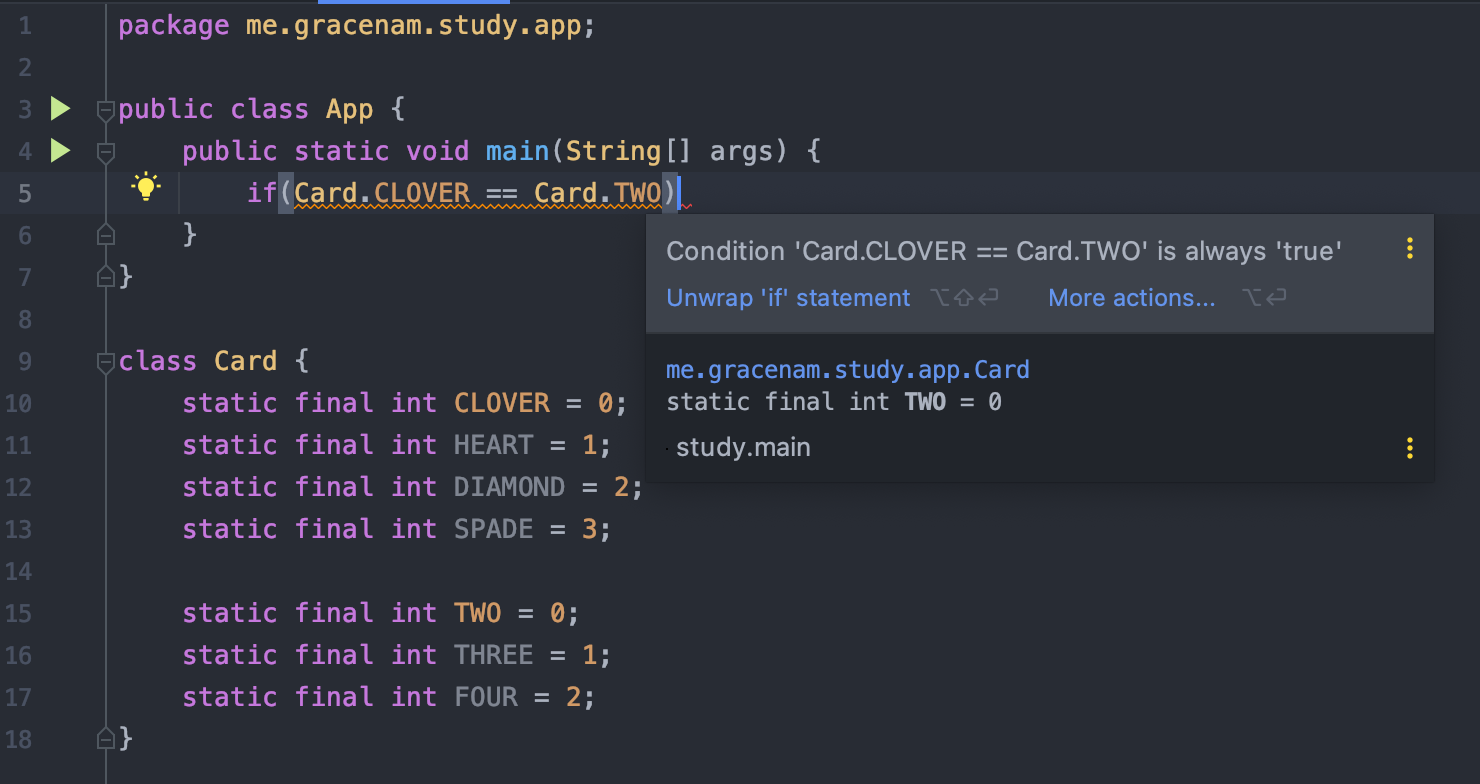 1 package me.gracenam.study.app;
2
3 public class App {
4 public static void main(String[] args) {
5 if(Card.CLOVER == Card.TWO)
6 }
7 }
8
9 class Card {
10 static final int CLOVER = 0;
11 static final int HEART = 1;
12 static final int DIAMOND = 2;
13 static final int SPADE = 3;
14
15 static final int TWO = 0;
16 static final int THREE = 1;
17 static final int FOUR = 2;
18 }
Condition 'Card.CLOVER == Card.TWO' is always 'true'
Unwrap 'if' statement ⌥⇧⏎ More actions... ⌥⏎
me.gracenam.study.app.Card
static final int TWO = 0
study.main